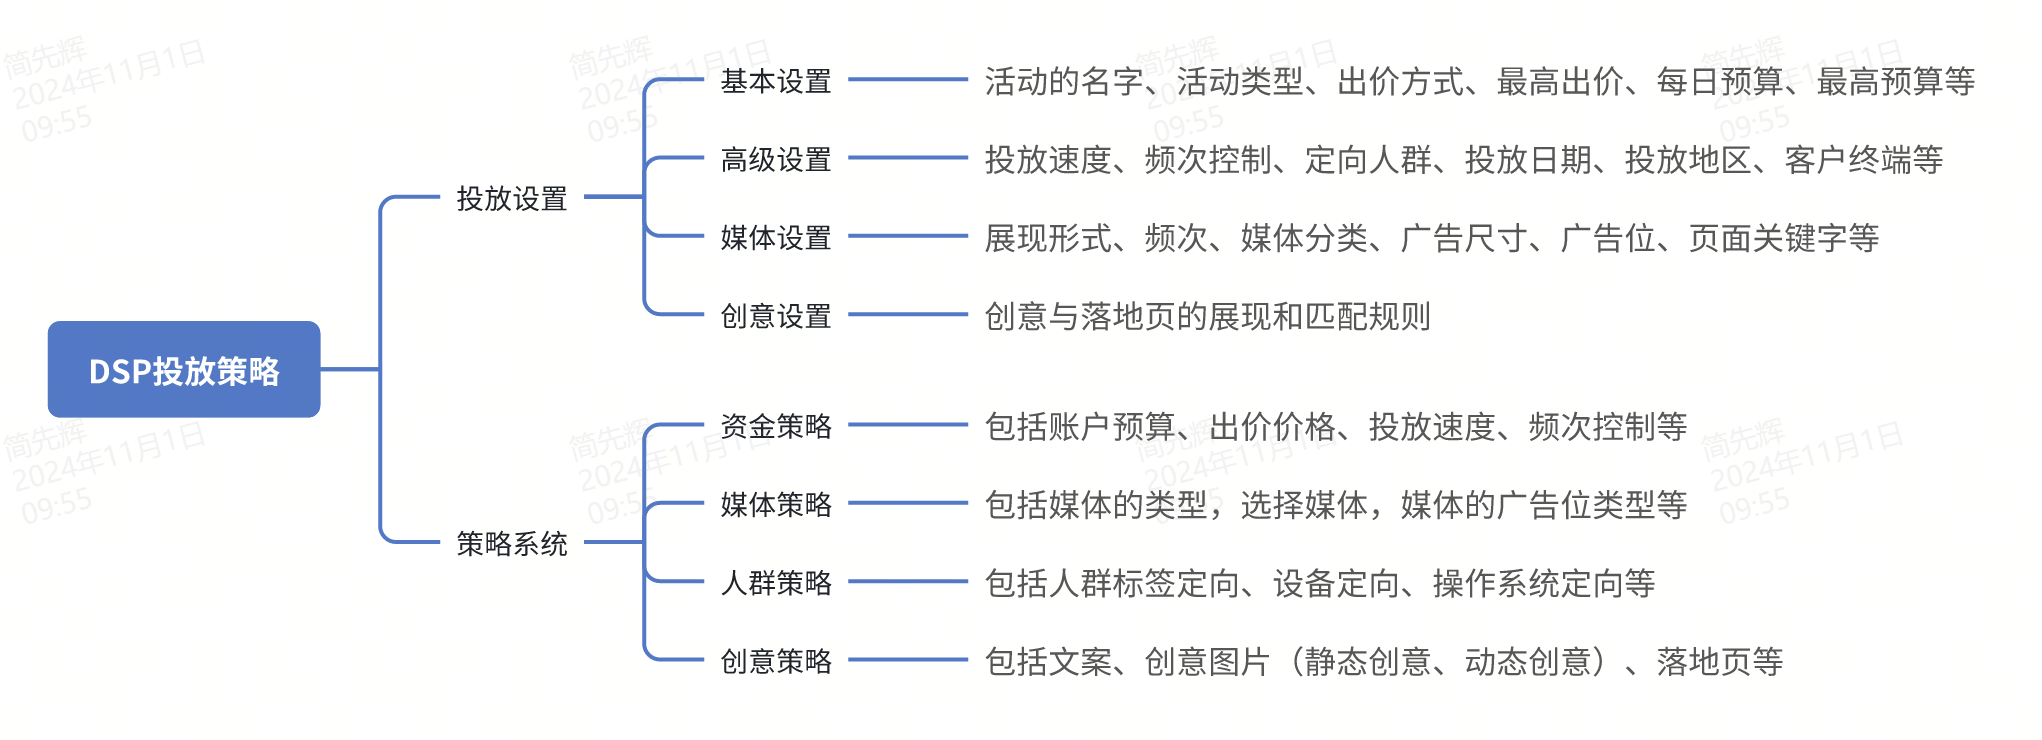 DSP投放策略
投放设置
基本设置
活动的名字、活动类型、出价方式、最高出价、每日预算、最高预算等
高级设置
投放速度、频次控制、定向人群、投放日期、投放地区、客户终端等
媒体设置
展现形式、频次、媒体分类、广告尺寸、广告位、页面关键字等
创意设置
创意与落地页的展现和匹配规则
策略系统
资金策略
包括账户预算、出价价格、投放速度、频次控制等
媒体策略
包括媒体的类型，选择媒体，媒体的广告位类型等
人群策略
包括人群标签定向、设备定向、操作系统定向等
创意策略
包括文案、创意图片（静态创意、动态创意）、落地页等
简先辉
2024年11月1日
09:55
简先辉
2024年11月1日
09:55
简先辉
2024年11月1日
09:55
简先辉
2024年11月1日
09:55
简先辉
2024年11月1日
09:55
简先辉
2024年11月1日
09:55
简先辉
2024年11月1日
09:55
简先辉
2024年11月1日
09:55